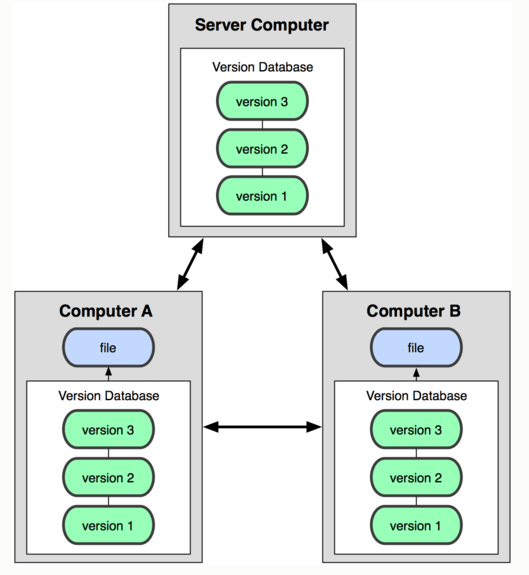 Server Computer
Version Database
version 3
version 2
version 1
Computer A
file
Version Database
version 3
version 2
version 1
Computer B
file
Version Database
version 3
version 2
version 1